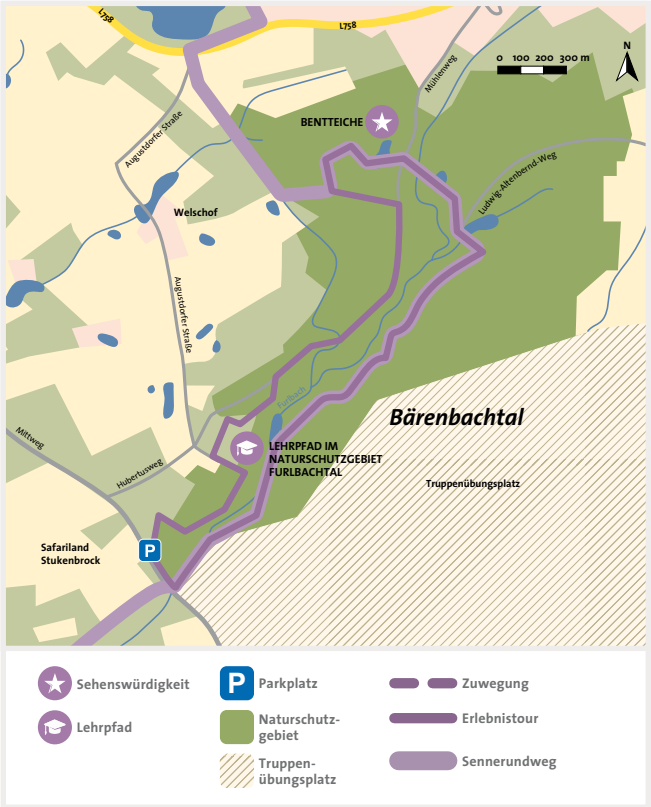 L758
L758
Mühlenweg
0 100 200 300 m
N
BENTTEICHE
Augustdorfer Straße
Ludwig-Altenbernd-Weg
Welschof
Augustdorfer Straße
Furlbach
Bärenbachtal
Mittweg
LEHRPFAD IM
NATURSCHUTZGEBIET
FURLBACHTAL
Hubertusweg
Truppenübungsplatz
P
Safariland
Stukenbrock
Sehenswürdigkeit
P
Parkplatz
Zuwegung
Lehrpfad
Naturschutz-
gebiet
Erlebnistour
Truppen-
übungsplatz
Sennerundweg